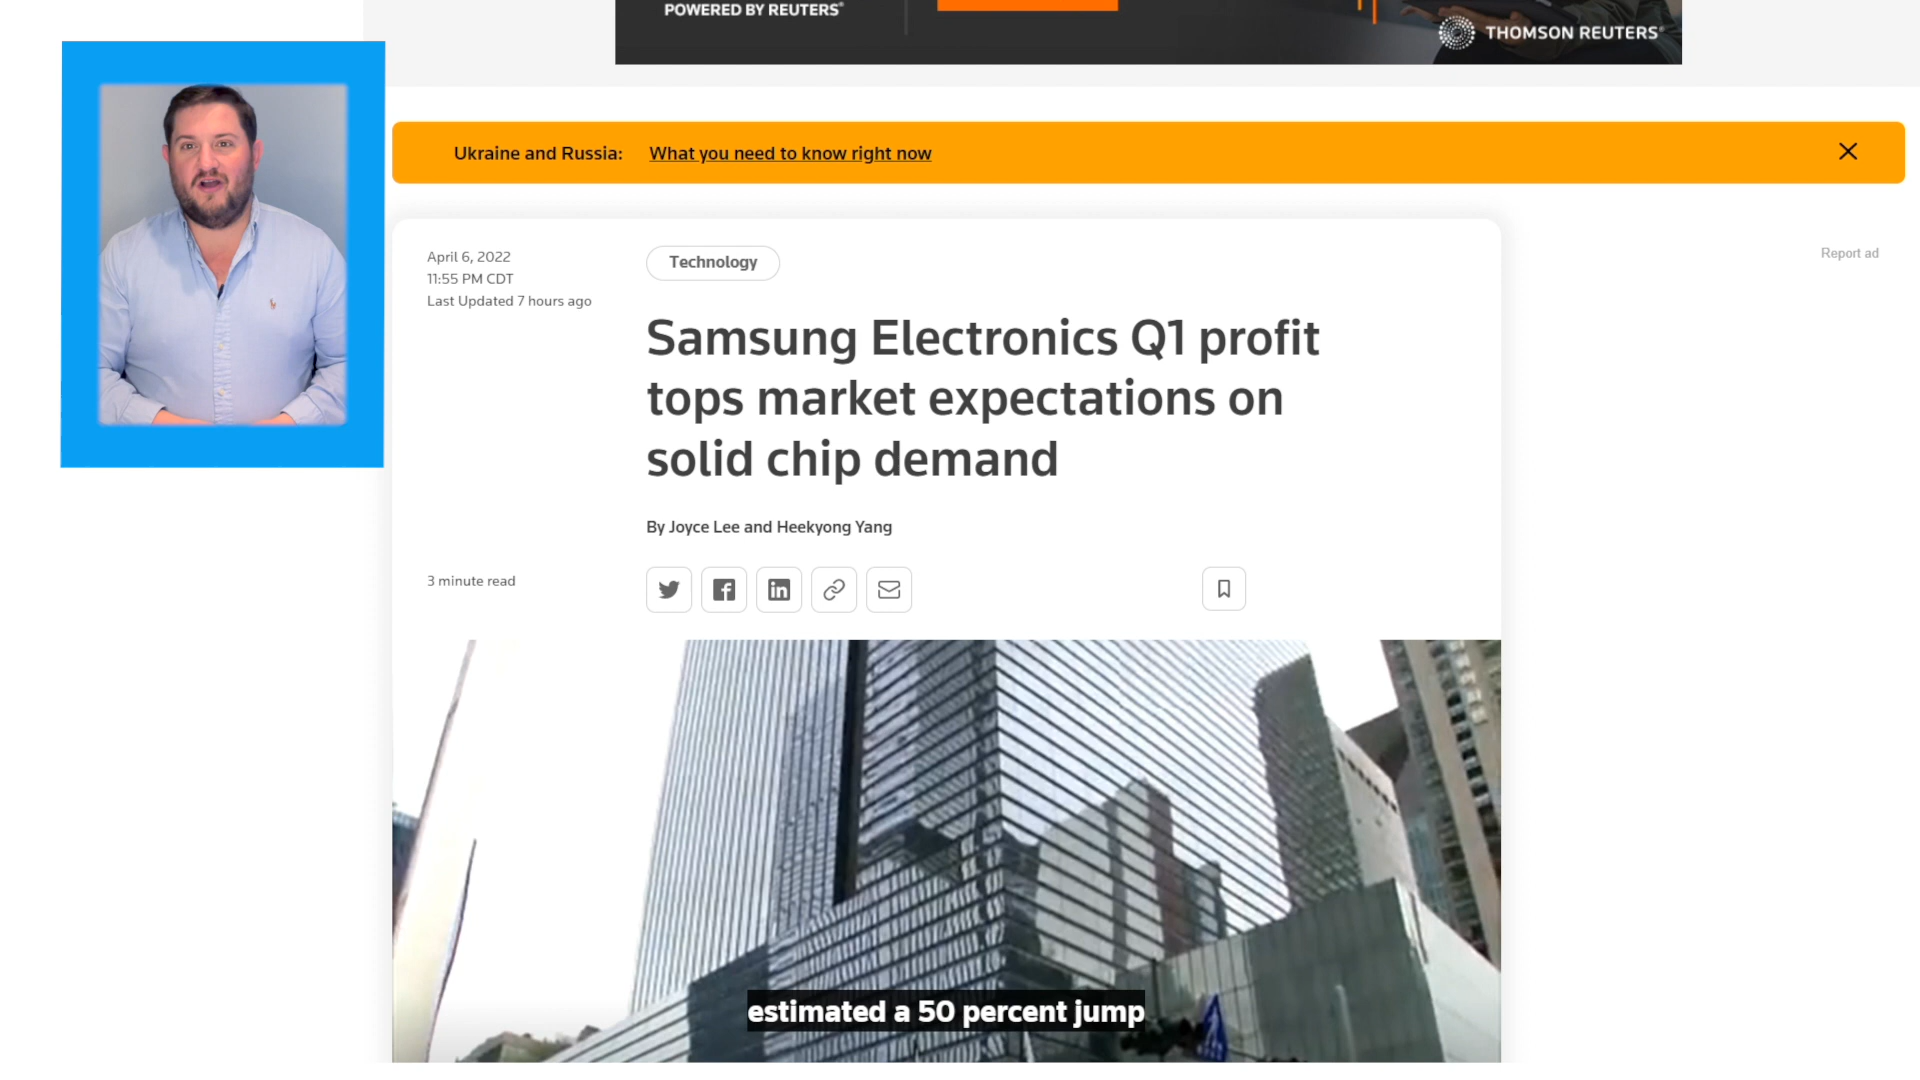 POWERED BY REUTERS®
THOMSON REUTERS®
Ukraine and Russia: What you need to know right now
April 6, 2022
11:55 PM CDT
Last Updated 7 hours ago
Technology
Report ad
Samsung Electronics Q1 profit
tops market expectations on
solid chip demand
By Joyce Lee and Heekyong Yang
3 minute read
estimated a 50 percent jump